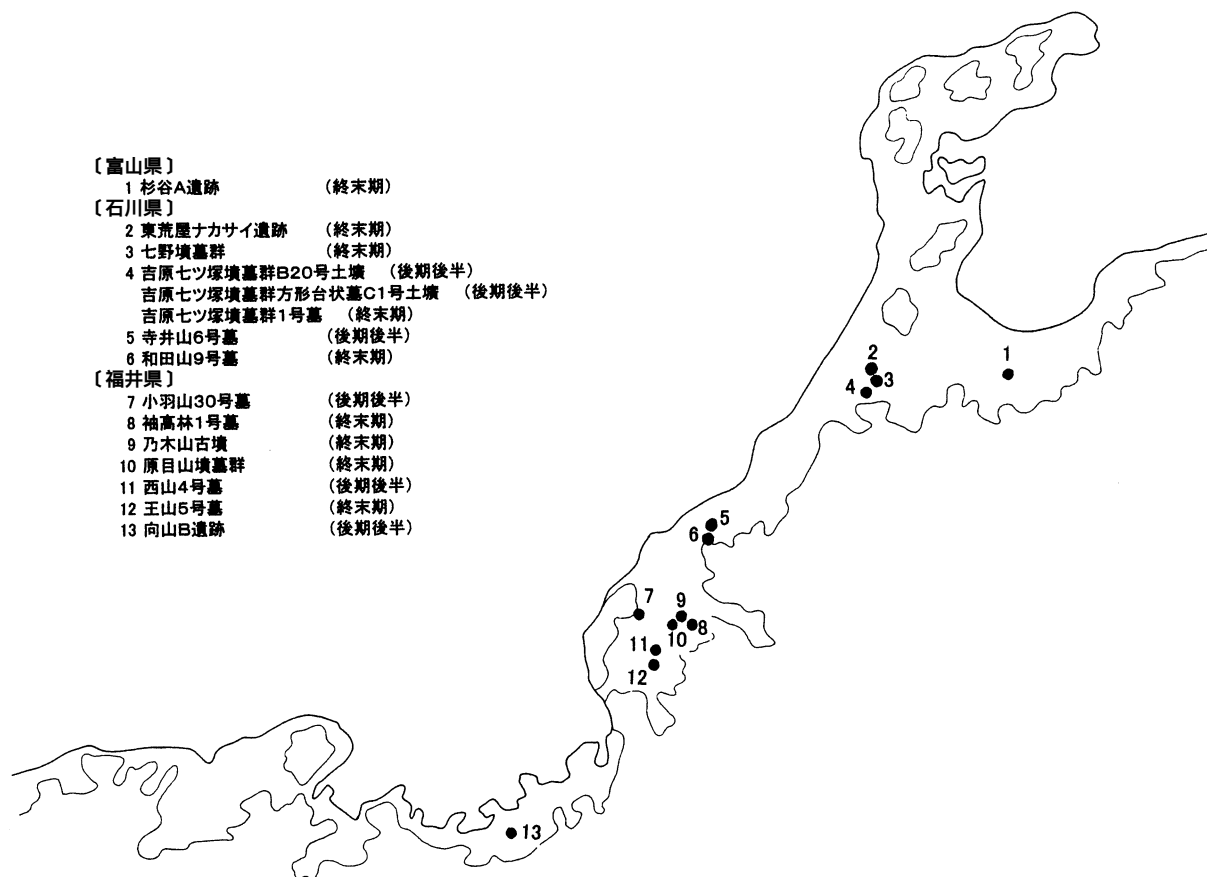 〔富山県〕
1 杉谷A遺跡 （終末期）
〔石川県〕
2 東荒屋ナカサイ遺跡 （終末期）
3 七野墳墓群 （終末期）
4 吉原七ツ塚墳墓群B20号土壙 （後期後半）
吉原七ツ塚墳墓群方形台状墓C1号土壙 （後期後半）
吉原七ツ塚墳墓群1号墓 （終末期）
5 寺井山6号墓 （後期後半）
6 和田山9号墓 （終末期）
〔福井県〕
7 小羽山30号墓 （後期後半）
8 袖高林1号墓 （終末期）
9 乃木山古墳 （終末期）
10 原目山墳墓群 （終末期）
11 西山4号墓 （後期後半）
12 王山5号墓 （終末期）
13 向山B遺跡 （後期後半）
2
1
3
4
5
6
7
9
8
10
11
12
13